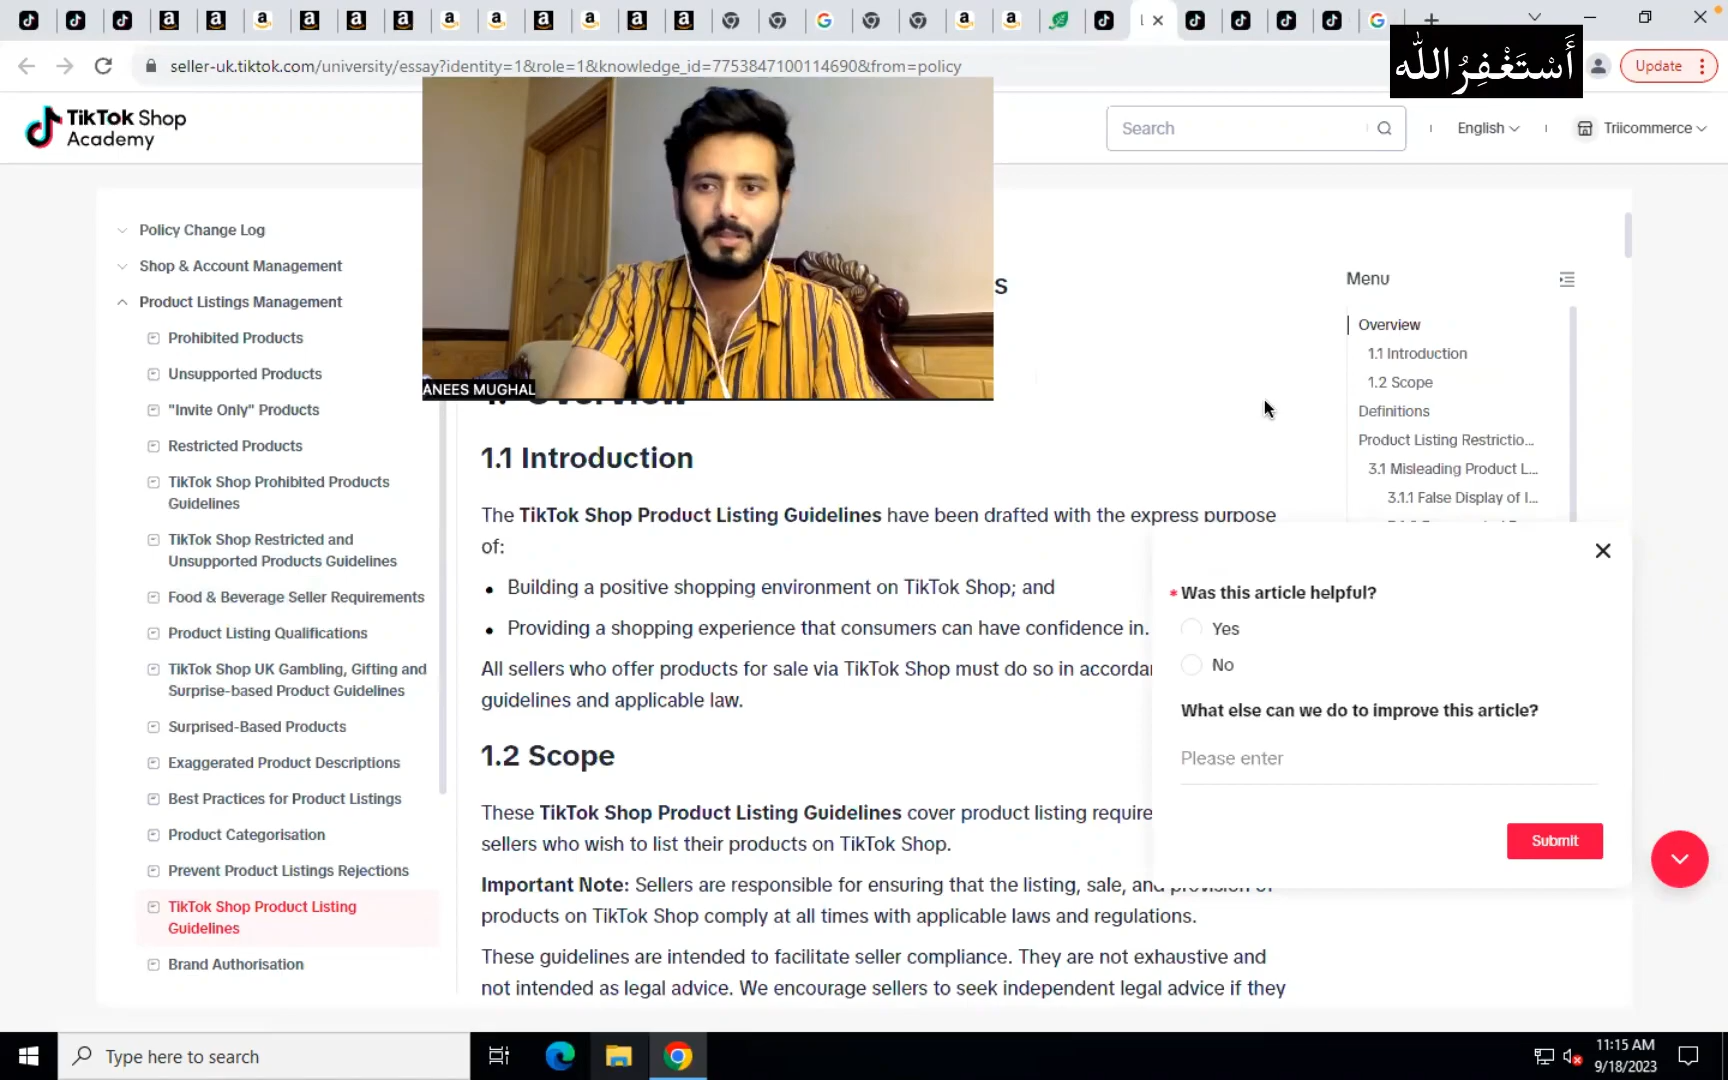 seller-uk.tiktok.com/university/essay?identity=1&role=1&knowledge_id=7753847100114690&from=policy
أَسْتَغْفِرُ اللّٰه
Update
TikTok Shop
Academy
Search
English
Triicommerce
Policy Change Log
Shop & Account Management
Product Listings Management
Prohibited Products
Unsupported Products
"Invite Only" Products
Restricted Products
TikTok Shop Prohibited Products
Guidelines
TikTok Shop Restricted and
Unsupported Products Guidelines
Food & Beverage Seller Requirements
Product Listing Qualifications
TikTok Shop UK Gambling, Gifting and
Surprise-based Product Guidelines
Surprised-Based Products
Exaggerated Product Descriptions
Best Practices for Product Listings
Product Categorisation
Prevent Product Listings Rejections
TikTok Shop Product Listing
Guidelines
Brand Authorisation
ANEES MUGHAL
1.1 Introduction
The TikTok Shop Product Listing Guidelines have been drafted with the express purpose
of:
• Building a positive shopping environment on TikTok Shop; and
• Providing a shopping experience that consumers can have confidence in.
All sellers who offer products for sale via TikTok Shop must do so in accordan
guidelines and applicable law.
1.2 Scope
These TikTok Shop Product Listing Guidelines cover product listing require
sellers who wish to list their products on TikTok Shop.
Important Note: Sellers are responsible for ensuring that the listing, sale, and provision of
products on TikTok Shop comply at all times with applicable laws and regulations.
These guidelines are intended to facilitate seller compliance. They are not exhaustive and
not intended as legal advice. We encourage sellers to seek independent legal advice if they
Menu
Overview
1.1 Introduction
1.2 Scope
Definitions
Product Listing Restrictio...
3.1 Misleading Product L...
3.1.1 False Display of I...
* Was this article helpful?
Yes
No
What else can we do to improve this article?
Please enter
Submit
Type here to search
11:15 AM
9/18/2023